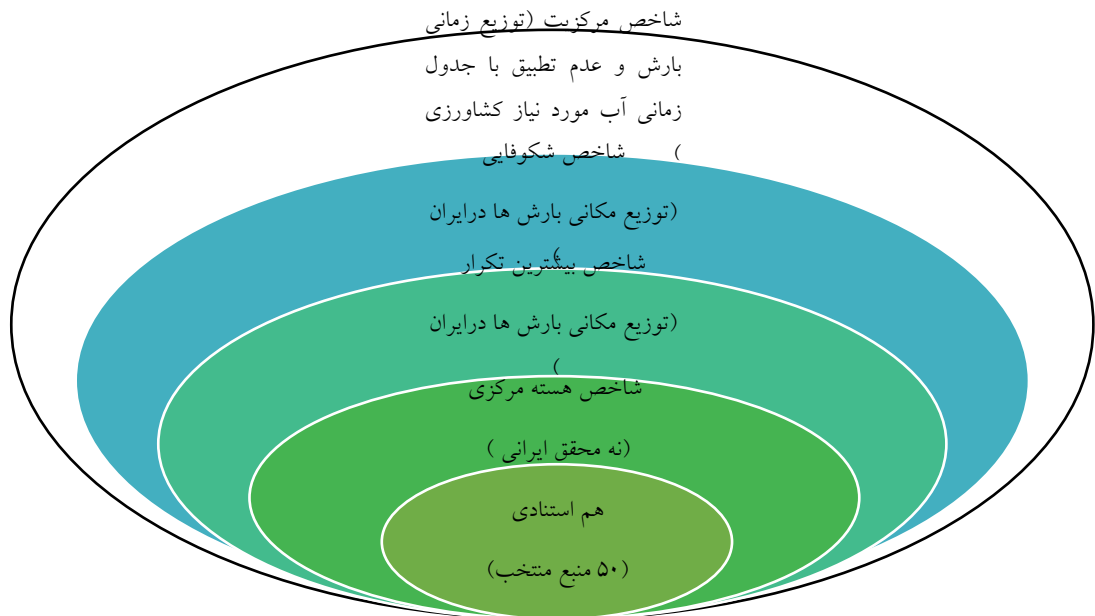 شاخص مرکزیت (توزیع زمانی
بارش و عدم تطبیق با جدول
زمانی آب مورد نیاز کشاورزی
)
شاخص شکوفایی
(توزیع مکانی بارش ها درایران
)
شاخص بیشترین تکرار
(توزیع مکانی بارش ها درایران
)
شاخص هسته مرکزی
(نه محقق ایرانی )
هم استنادی
(۵۰ منبع منتخب)